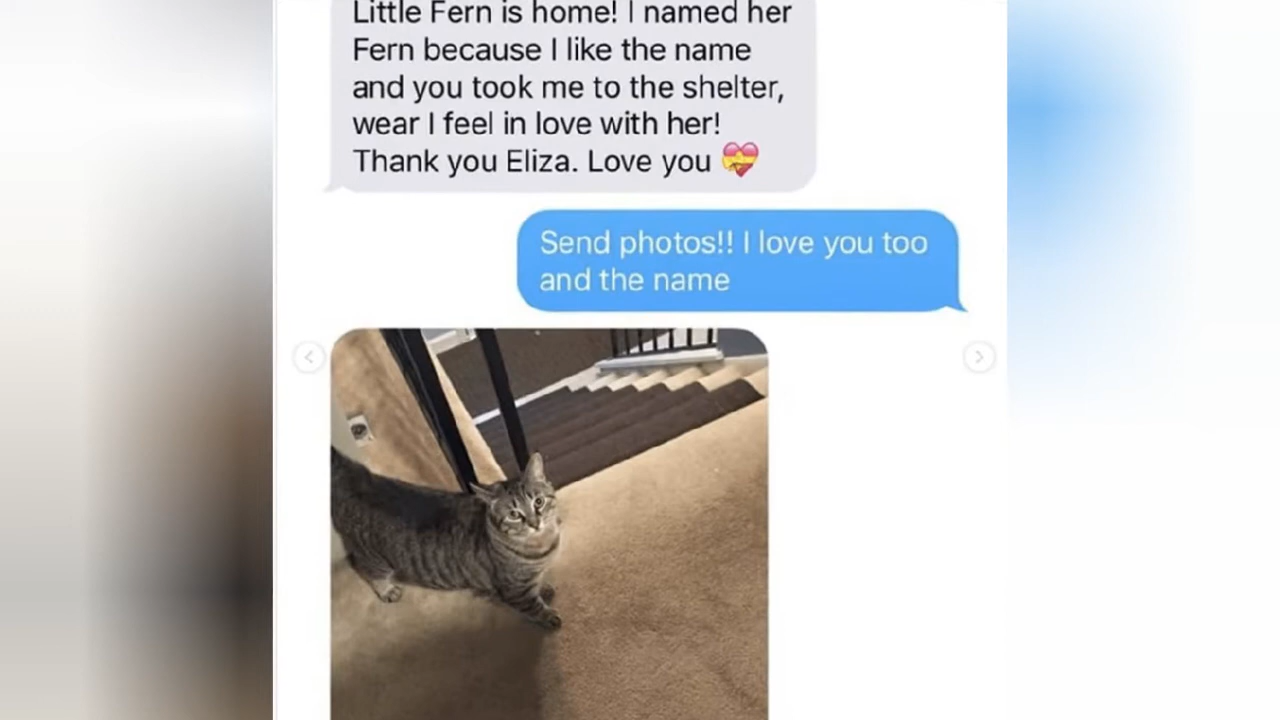 Little Fern is home! I named her
Fern because I like the name
and you took me to the shelter,
wear I feel in love with her!
Thank you Eliza. Love you 💝
Send photos!! I love you too
and the name